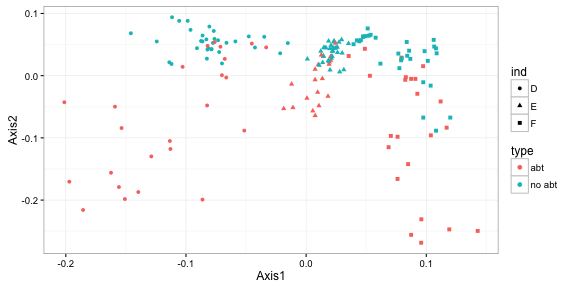 0.1
0.0
-0.1
-0.2
Axis2
-0.2
-0.1
0.0
0.1
Axis1
ind
D
E
F
type
abt
no abt